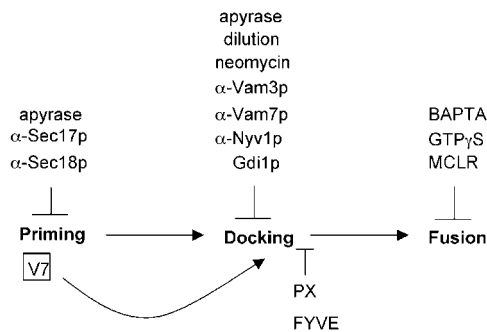 apyrase
dilution
neomycin
α-Vam3p
α-Vam7p
α-Nyv1p
Gdi1p
apyrase
α-Sec17p
α-Sec18p
BAPTA
GTPγS
MCLR
Priming
Docking
Fusion
V7
PX
FYVE